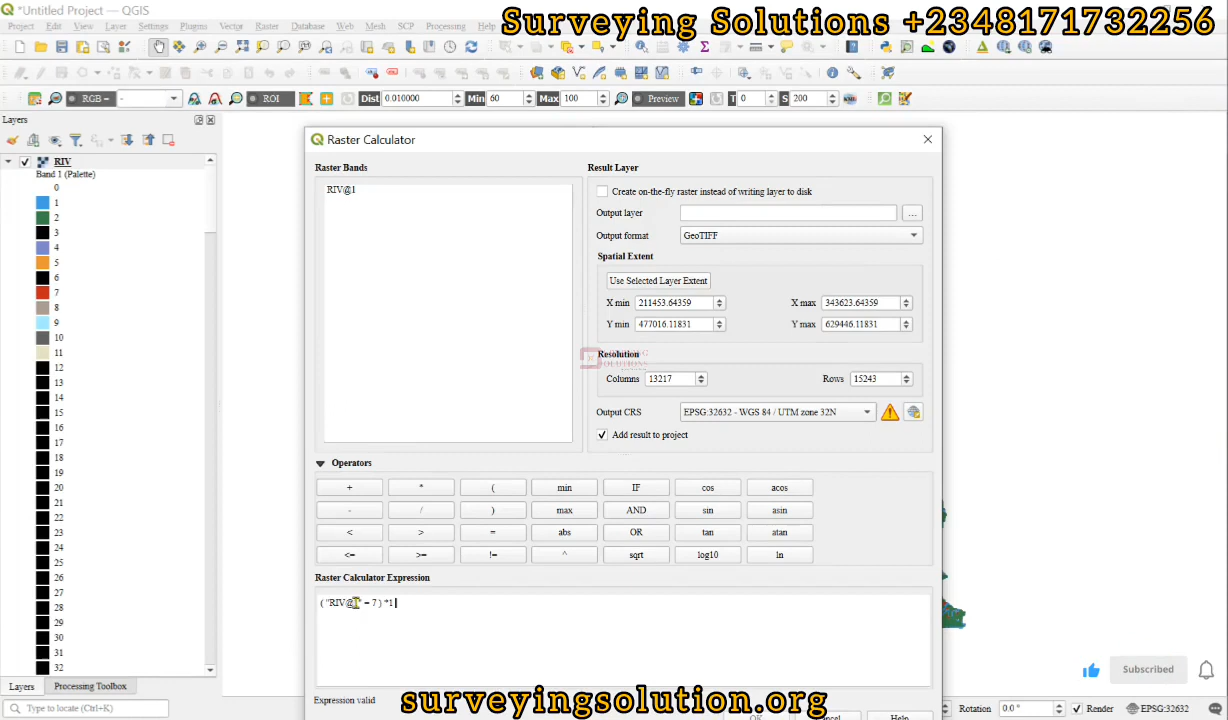 *Untitled Project — QGIS
Surveying Solutions +2348171732256
Project Edit View Layer Settings Plugins Vector Raster Database Web Mesh SCP Processing Help
RGB = - ROI Dist 0.010000 Min 60 Max 100 Preview T 0 S 200
Layers
RIV
Band 1 (Palette)
0
1
2
3
4
5
6
7
8
9
10
11
12
13
14
15
16
17
18
19
20
21
22
23
24
25
26
27
28
29
30
31
32
Layers Processing Toolbox
Type to locate (Ctrl+K)
Raster Calculator
Raster Bands
RIV@1
Result Layer
Create on-the-fly raster instead of writing layer to disk
Output layer ...
Output format GeoTIFF
Spatial Extent
Use Selected Layer Extent
X min 211453.64359 X max 343623.64359
Y min 477016.11831 Y max 629446.11831
Resolution
Columns 13217 Rows 15243
Output CRS EPSG:32632 - WGS 84 / UTM zone 32N
Add result to project
Operators
+ * ( min IF cos acos
- / ) max AND sin asin
< > = abs OR tan atan
<= >= != ^ sqrt log10 ln
Raster Calculator Expression
( "RIV@1" = 7 ) *1
Expression valid
OK Cancel Help
surveyingsolution.org
Subscribed
Rotation 0.0 ° Render EPSG:32632